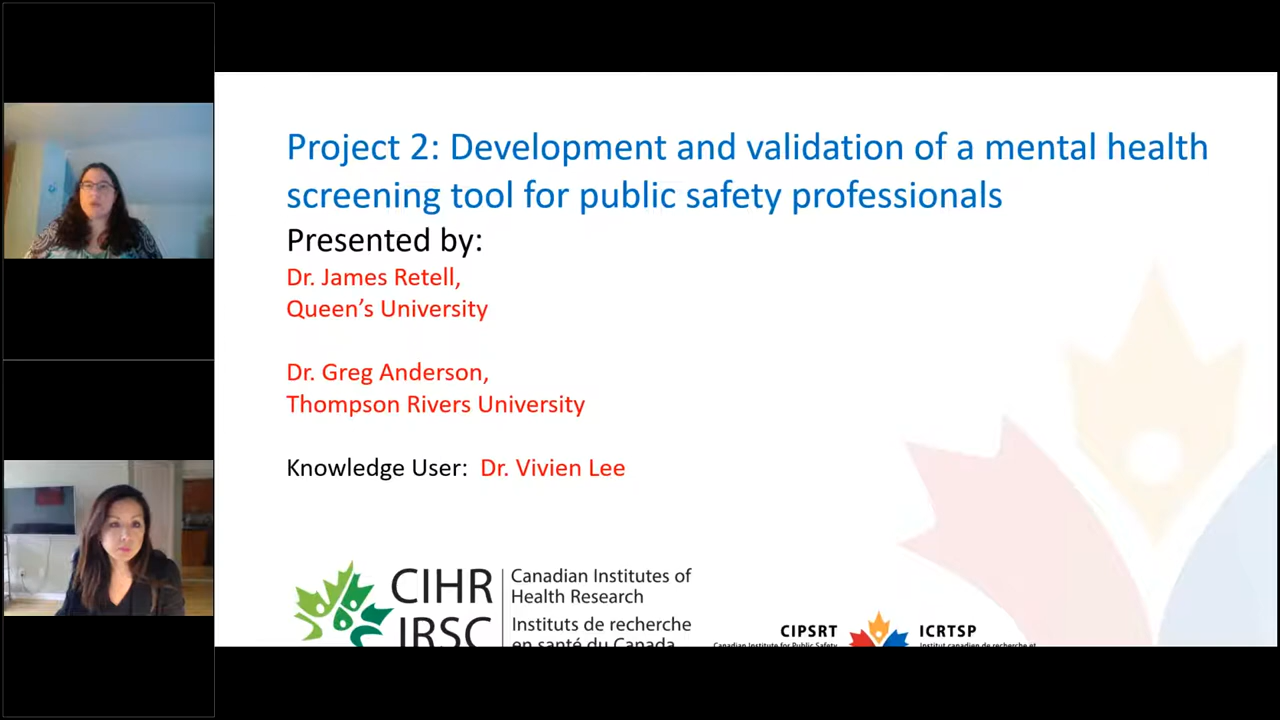 Project 2: Development and validation of a mental health
screening tool for public safety professionals
Presented by:
Dr. James Retell,
Queen's University
Dr. Greg Anderson,
Thompson Rivers University
Knowledge User: Dr. Vivien Lee
CIHR
IRSC
Canadian Institutes of
Health Research
Instituts de recherche
en santé du Canada
CIPSRT
Canadian Institute for Public Safety
ICRTSP
Institut canadien de recherche et